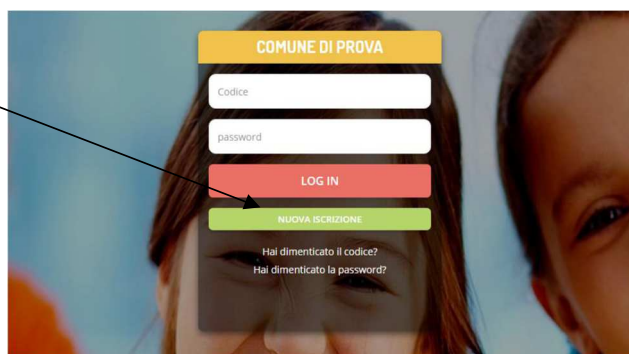 COMUNE DI PROVA
Codice
password
LOG IN
NUOVA ISCRIZIONE
Hai dimenticato il codice?
Hai dimenticato la password?